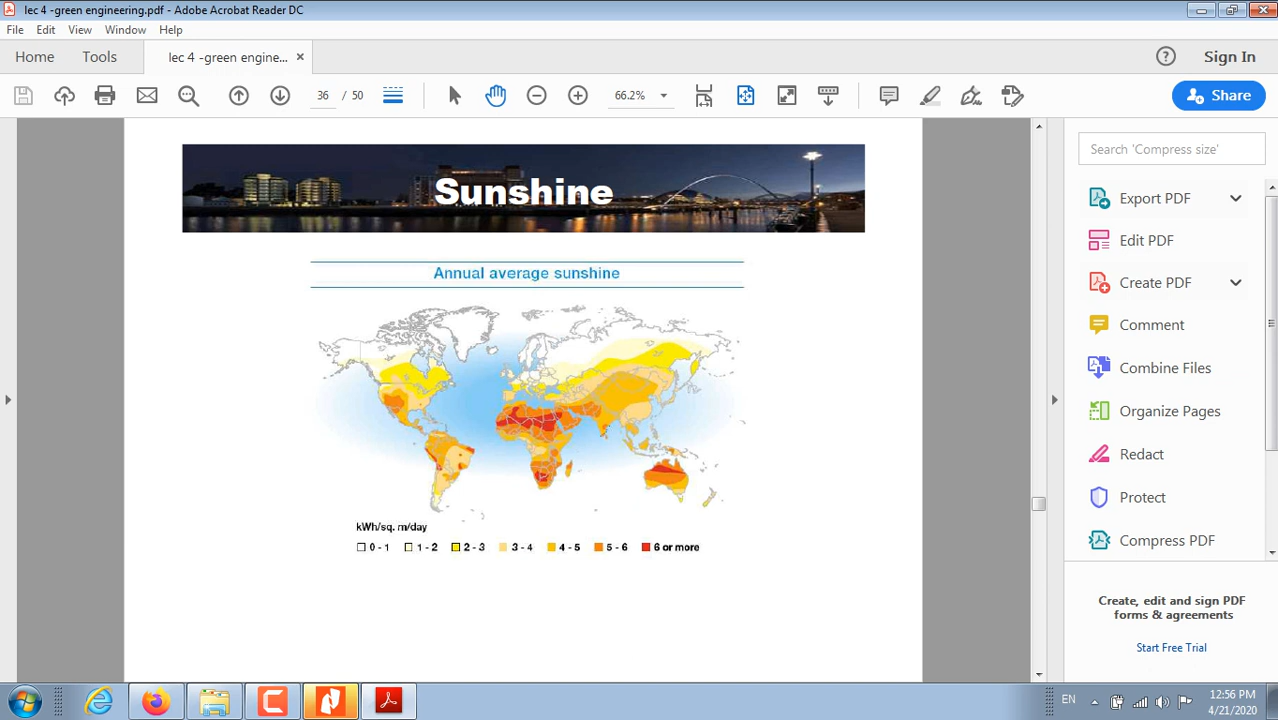 lec 4 -green engineering.pdf - Adobe Acrobat Reader DC
File Edit View Window Help
Home Tools lec 4 -green engine... × Sign In
36 / 50 66.2% Share
Search 'Compress size'
Sunshine
Export PDF
Edit PDF
Annual average sunshine
Create PDF
Comment
Combine Files
Organize Pages
Redact
Protect
kWh/sq. m/day
0 - 1 1 - 2 2 - 3 3 - 4 4 - 5 5 - 6 6 or more
Compress PDF
Create, edit and sign PDF
forms & agreements
Start Free Trial
EN 12:56 PM
4/21/2020